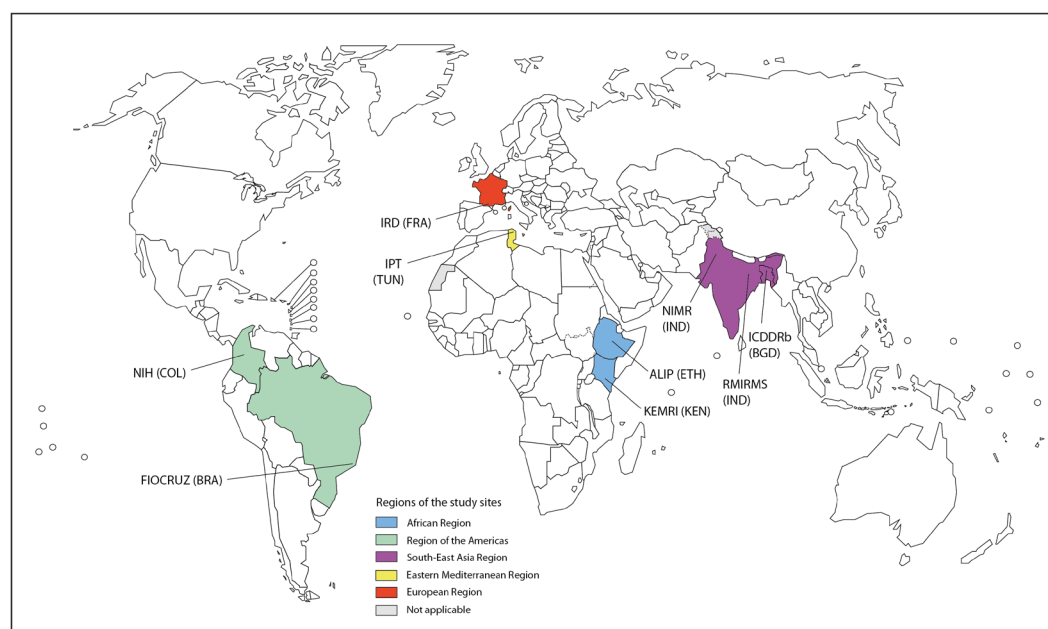 IRD (FRA)
IPT
(TUN)
NIMR
(IND)
ICDDRb
(BGD)
NIH (COL)
ALIP (ETH)
RMIRMS
(IND)
KEMRI (KEN)
FIOCRUZ (BRA)
Regions of the study sites
African Region
Region of the Americas
South-East Asia Region
Eastern Mediterranean Region
European Region
Not applicable